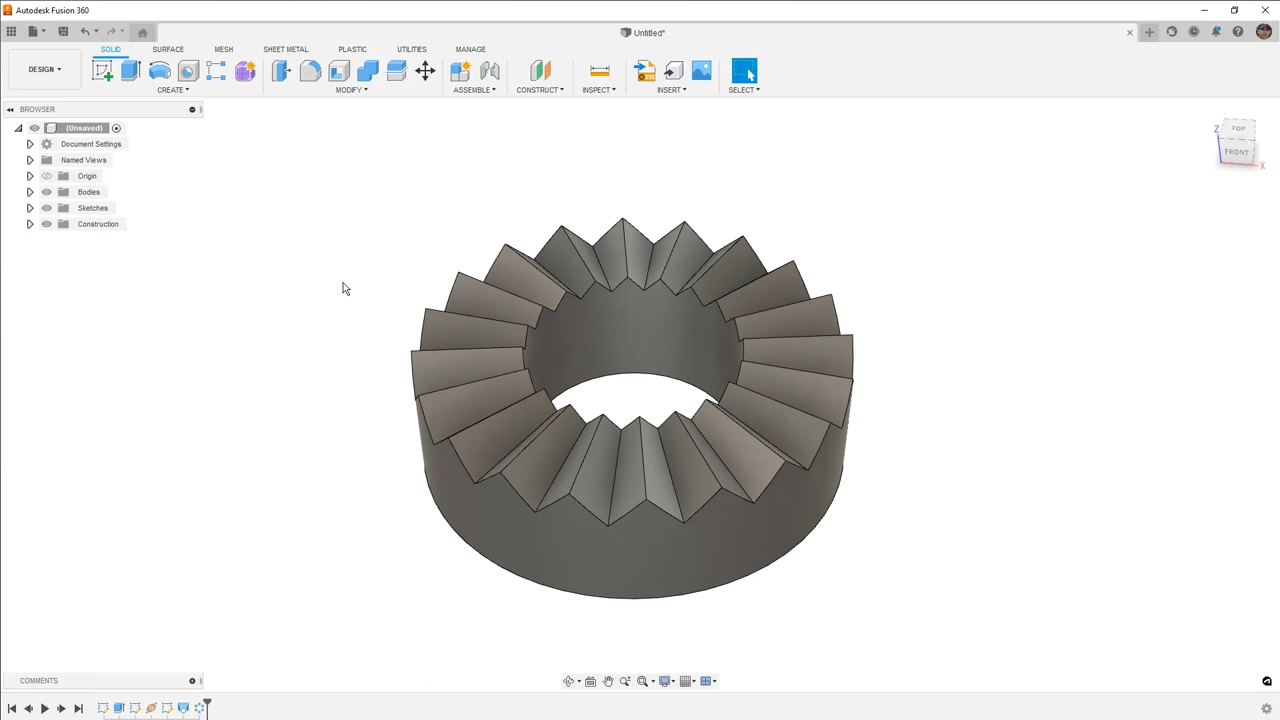 Autodesk Fusion 360
Untitled*
SOLID
SURFACE
MESH
SHEET METAL
PLASTIC
UTILITIES
MANAGE
DESIGN
CREATE
MODIFY
ASSEMBLE
CONSTRUCT
INSPECT
INSERT
SELECT
BROWSER
(Unsaved)
Document Settings
Named Views
Origin
Bodies
Sketches
Construction
TOP
FRONT
Z
X
COMMENTS